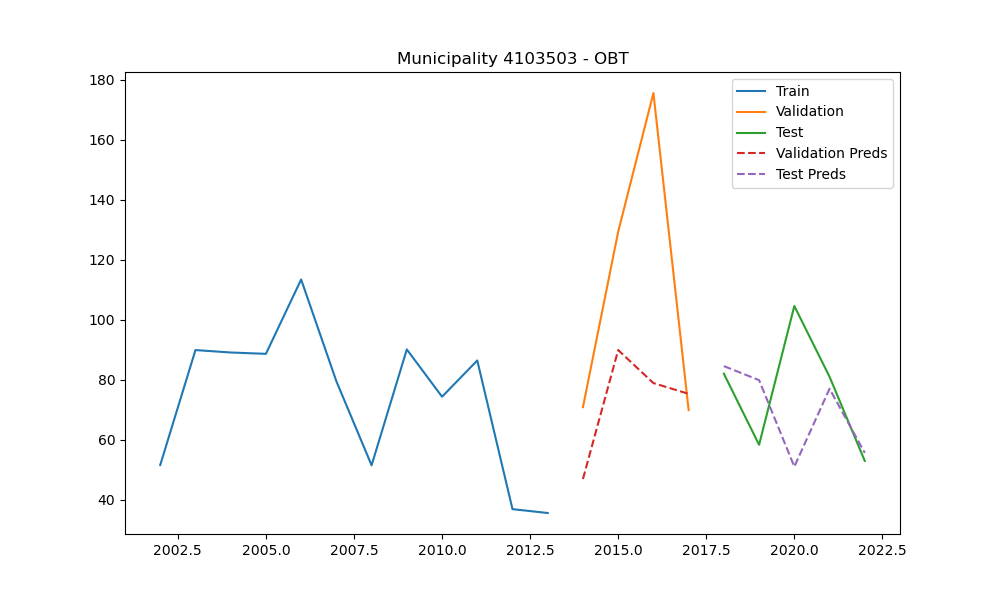 Municipality 4103503 - OBT
180
160
140
120
100
80
60
40
Train
Validation
Test
Validation Preds
Test Preds
2002.5 2005.0 2007.5 2010.0 2012.5 2015.0 2017.5 2020.0 2022.5